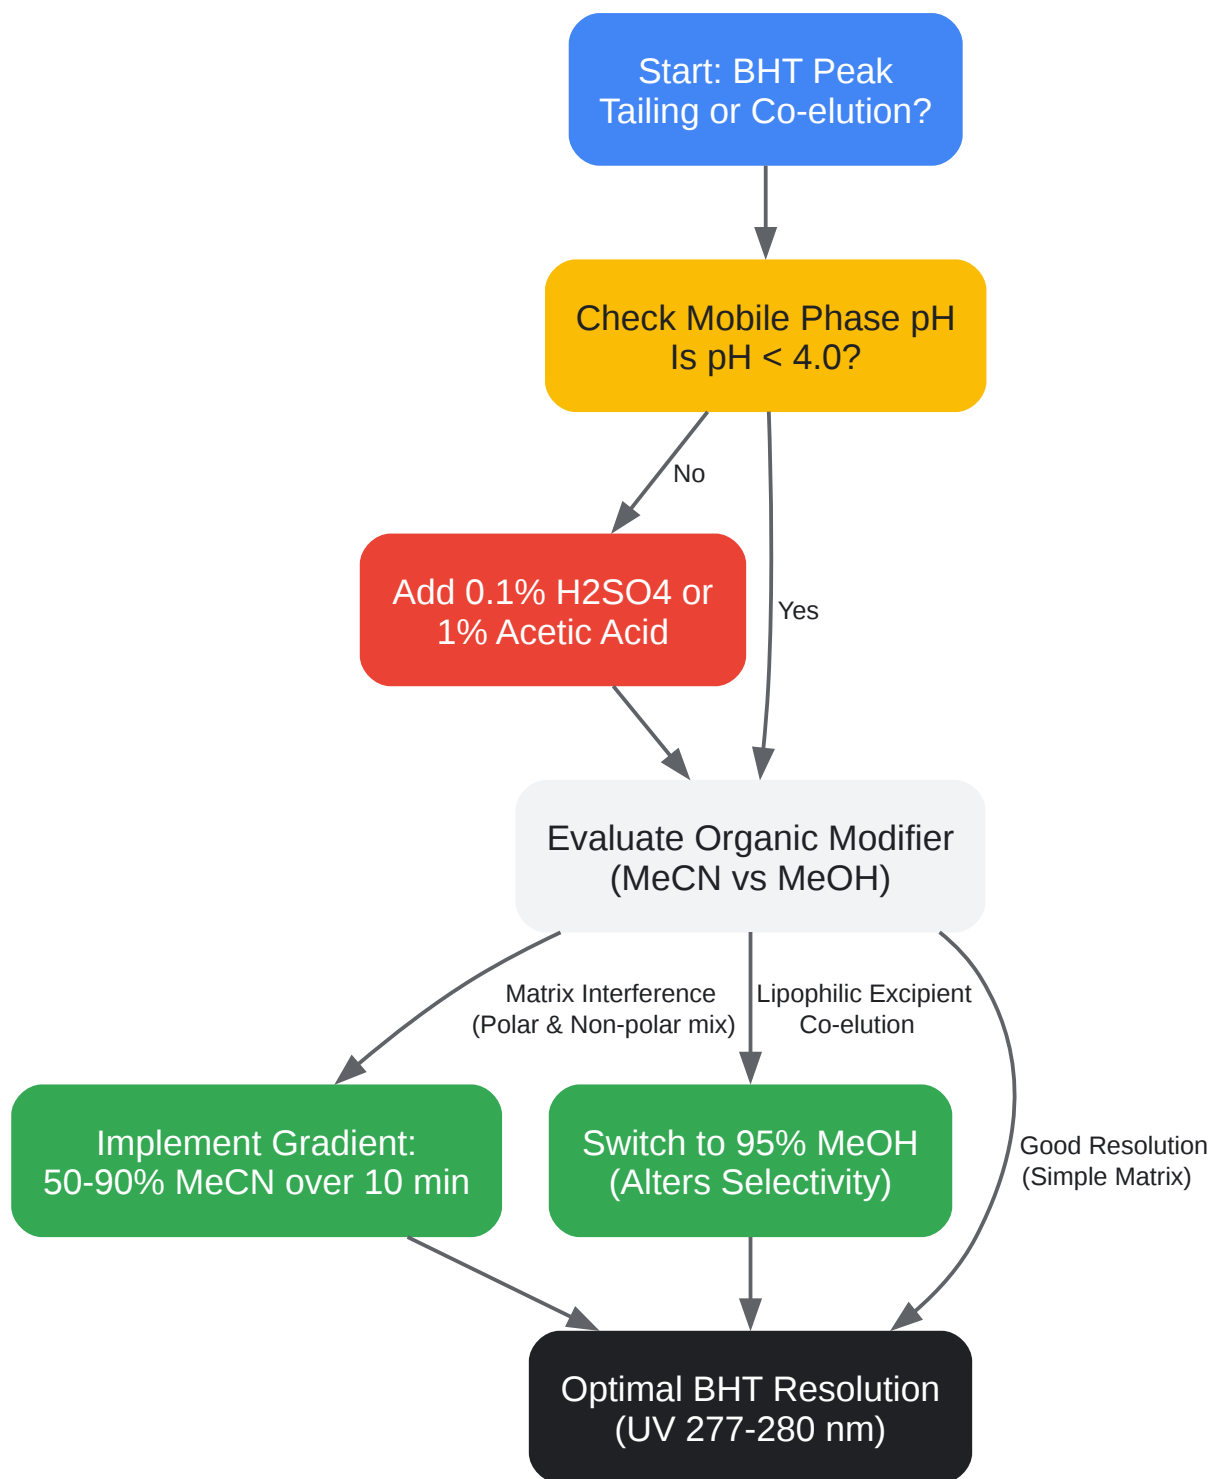 Start: BHT Peak
Tailing or Co-elution?
Check Mobile Phase pH
Is pH < 4.0?
No
Add 0.1% H2SO4 or
1% Acetic Acid
Yes
Evaluate Organic Modifier
(MeCN vs MeOH)
Matrix Interference
(Polar & Non-polar mix)
Lipophilic Excipient
Co-elution
Implement Gradient:
50-90% MeCN over 10 min
Switch to 95% MeOH
(Alters Selectivity)
Good Resolution
(Simple Matrix)
Optimal BHT Resolution
(UV 277-280 nm)